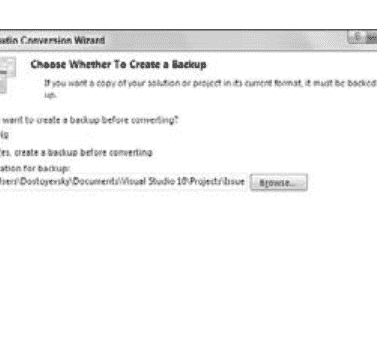 udio Conversion Wizard
Choose Whether To Create a Backup
If you want a copy of your solution or project in its current format, it must be backed
up.
want to create a backup before converting?
es, create a backup before converting
ation for backup:
sers\Dostoyevsky\Documents\Visual Studio 10\Projects\Issue Browse...